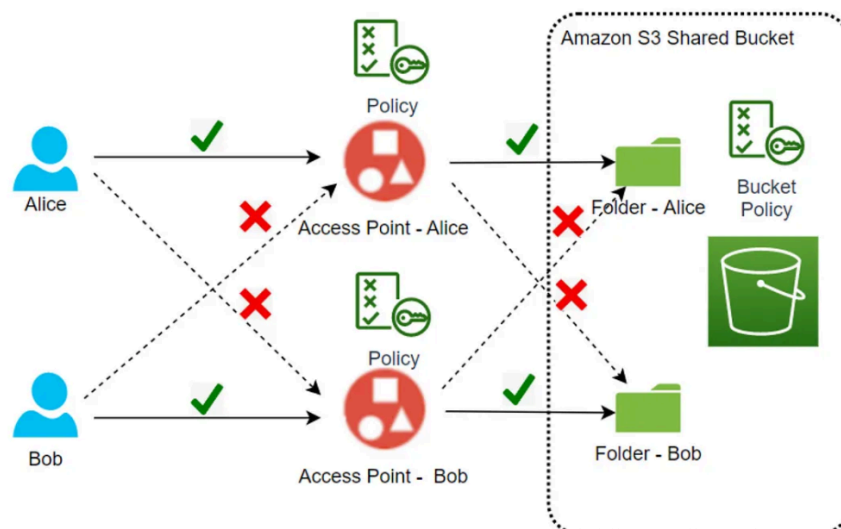 Amazon S3 Shared Bucket
Policy
Alice
Access Point - Alice
Folder - Alice
Bucket
Policy
Policy
Bob
Access Point -  Bob
Folder - Bob